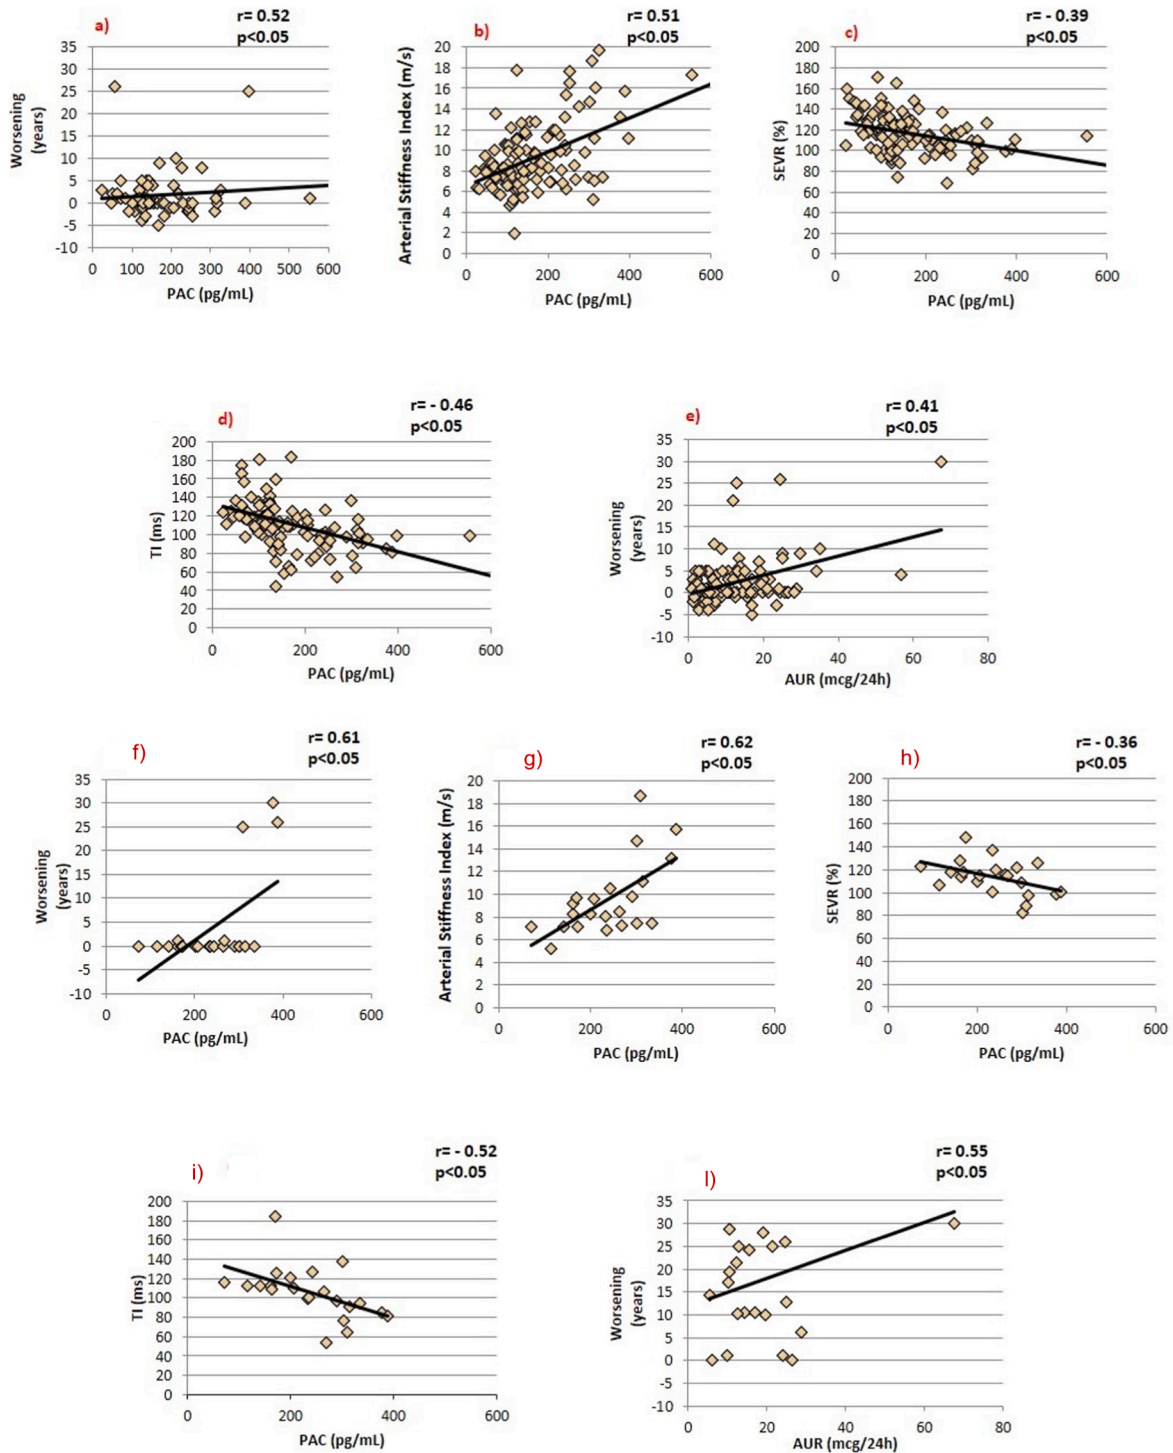 a)
r= 0.52
p<0.05
Worsening
(years)
35
30
25
20
15
10
5
0
-5
-10
0 100 200 300 400 500 600
PAC (pg/mL)
b)
r= 0.51
p<0.05
Arterial Stiffness Index (m/s)
20
18
16
14
12
10
8
6
4
2
0
0 200 400 600
PAC (pg/mL)
c)
r= - 0.39
p<0.05
SEVR (%)
200
180
160
140
120
100
80
60
40
20
0
0 200 400 600
PAC (pg/mL)
d)
r= - 0.46
p<0.05
TI (ms)
200
180
160
140
120
100
80
60
40
20
0
0 200 400 600
PAC (pg/mL)
e)
r= 0.41
p<0.05
Worsening
(years)
35
30
25
20
15
10
5
0
-5
-10
0 20 40 60 80
AUR (mcg/24h)
f)
r= 0.61
p<0.05
Worsening
(years)
35
30
25
20
15
10
5
0
-5
-10
0 200 400 600
PAC (pg/mL)
g)
r= 0.62
p<0.05
Arterial Stiffness Index (m/s)
20
18
16
14
12
10
8
6
4
2
0
0 200 400 600
PAC (pg/mL)
h)
r= - 0.36
p<0.05
SEVR (%)
200
180
160
140
120
100
80
60
40
20
0
0 200 400 600
PAC (pg/mL)
i)
r= - 0.52
p<0.05
TI (ms)
200
180
160
140
120
100
80
60
40
20
0
0 200 400 600
PAC (pg/mL)
l)
r= 0.55
p<0.05
Worsening
(years)
35
30
25
20
15
10
5
0
-5
-10
0 20 40 60 80
AUR (mcg/24h)